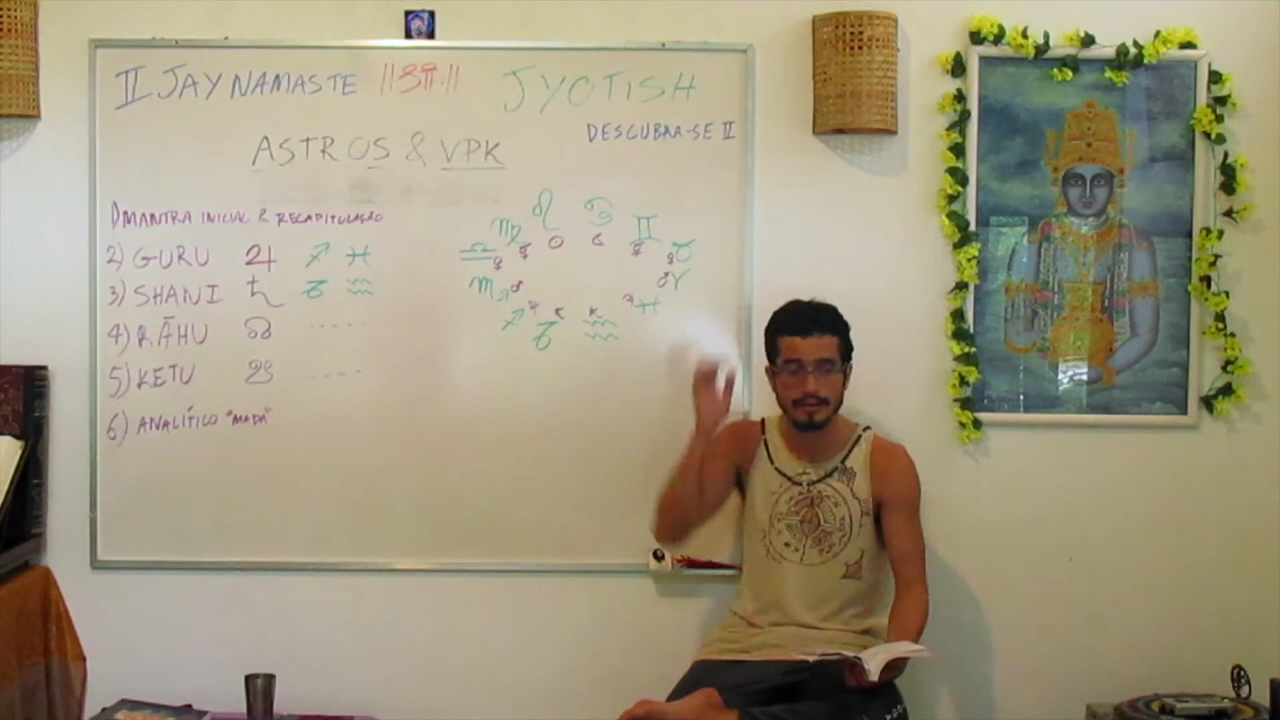 II JAY NAMASTE ||ॐ|| JYOTISH
DESCUBRA-SE II
ASTROS & VPK
1) MANTRA INICIAL & RECAPITULAÇÃO
2) GURU ♃ ♐ ♓
3) SHANI ♄ ♑ ♒
4) RĀHU ☊ ----
5) KETU ☋ -----
6) ANALÍTICO "MADA"
♎ ♍ ♌ ♋ ♊ ♉
♀ ☿ ☉ ☾ ☿ ♀
♏ ♂ ♂ ♈
♐ ♃ ♄ ♄ ♃ ♓
♑ ♒